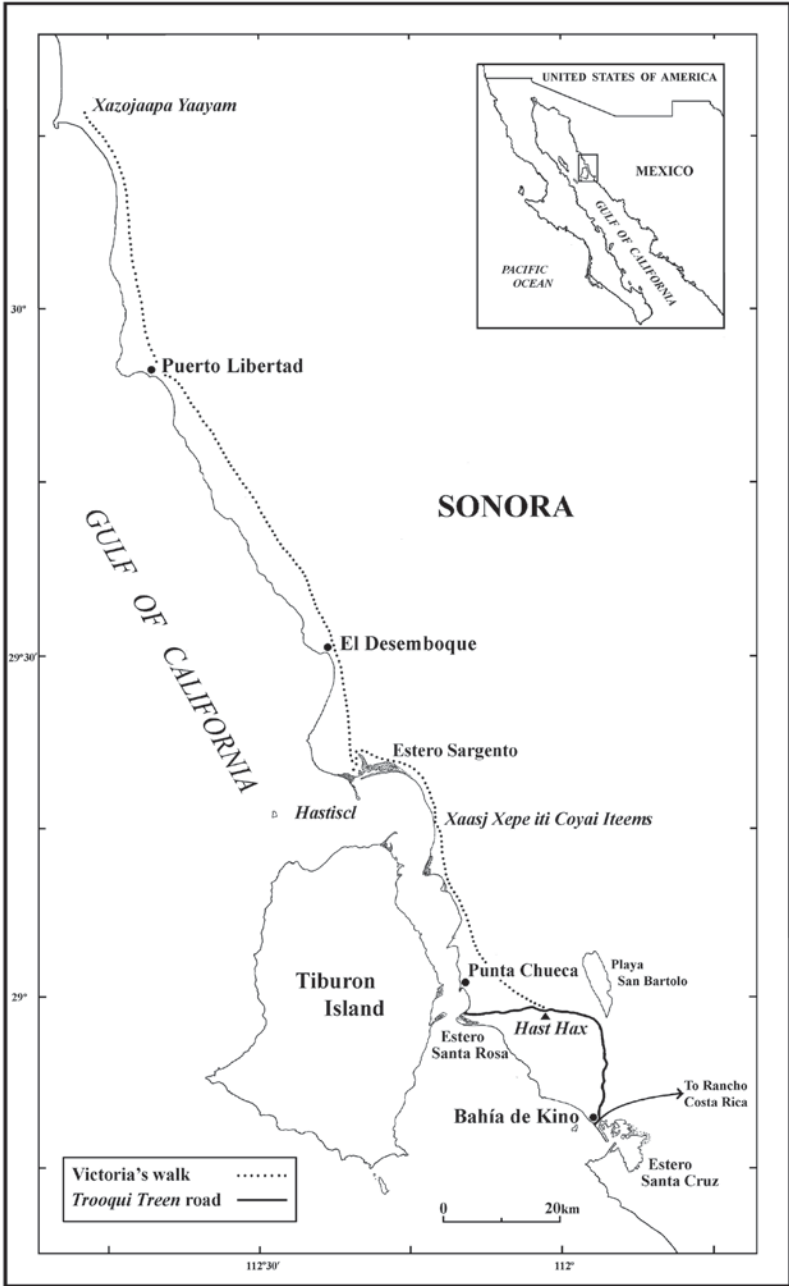 Xazojaapa Yaayam
UNITED STATES OF AMERICA
MEXICO
GULF OF CALIFORNIA
PACIFIC
OCEAN
30°
Puerto Libertad
SONORA
GULF OF CALIFORNIA
El Desemboque
29°30'
Estero Sargento
Hastiscl
Xaasj Xepe iti Coyai Iteems
Tiburon
Island
Punta Chueca
Playa
San Bartolo
29°
Hast Hax
Estero
Santa Rosa
To Rancho
Costa Rica
Bahía de Kino
Estero
Santa Cruz
Victoria's walk
Trooqui Treen road
0 20km
112°30'
112°